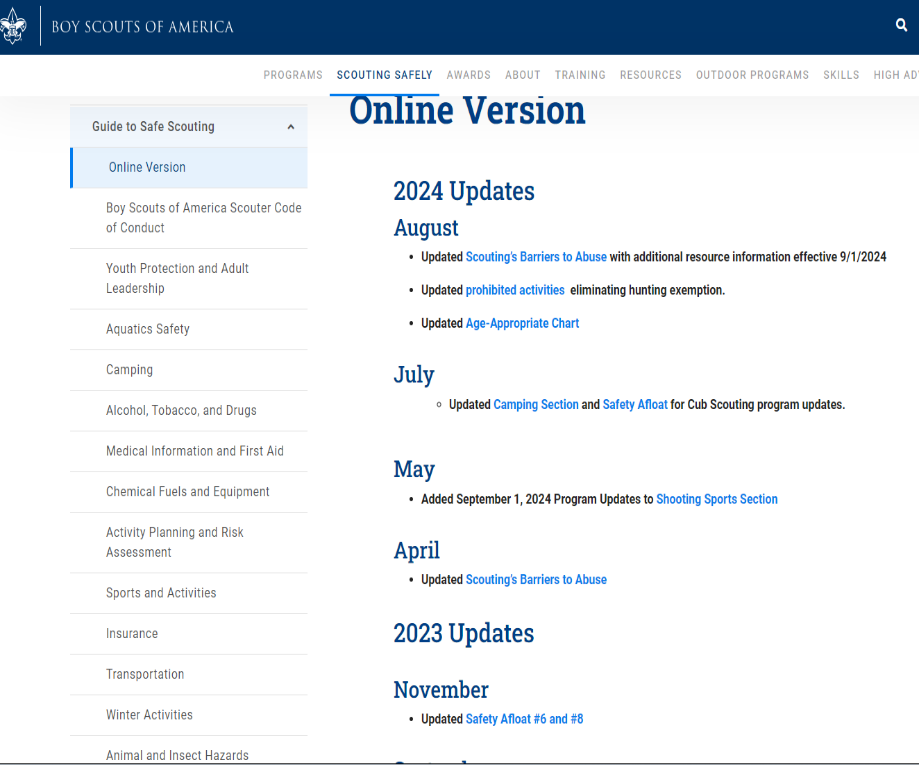 BOY SCOUTS OF AMERICA
PROGRAMS SCOUTING SAFELY AWARDS ABOUT TRAINING RESOURCES OUTDOOR PROGRAMS SKILLS HIGH AD
Guide to Safe Scouting
Online Version
Boy Scouts of America Scouter Code
of Conduct
Youth Protection and Adult
Leadership
Aquatics Safety
Camping
Alcohol, Tobacco, and Drugs
Medical Information and First Aid
Chemical Fuels and Equipment
Activity Planning and Risk
Assessment
Sports and Activities
Insurance
Transportation
Winter Activities
Animal and Insect Hazards
Online Version
2024 Updates
August
• Updated Scouting's Barriers to Abuse with additional resource information effective 9/1/2024
• Updated prohibited activities eliminating hunting exemption.
• Updated Age-Appropriate Chart
July
◦ Updated Camping Section and Safety Afloat for Cub Scouting program updates.
May
• Added September 1, 2024 Program Updates to Shooting Sports Section
April
• Updated Scouting's Barriers to Abuse
2023 Updates
November
• Updated Safety Afloat #6 and #8